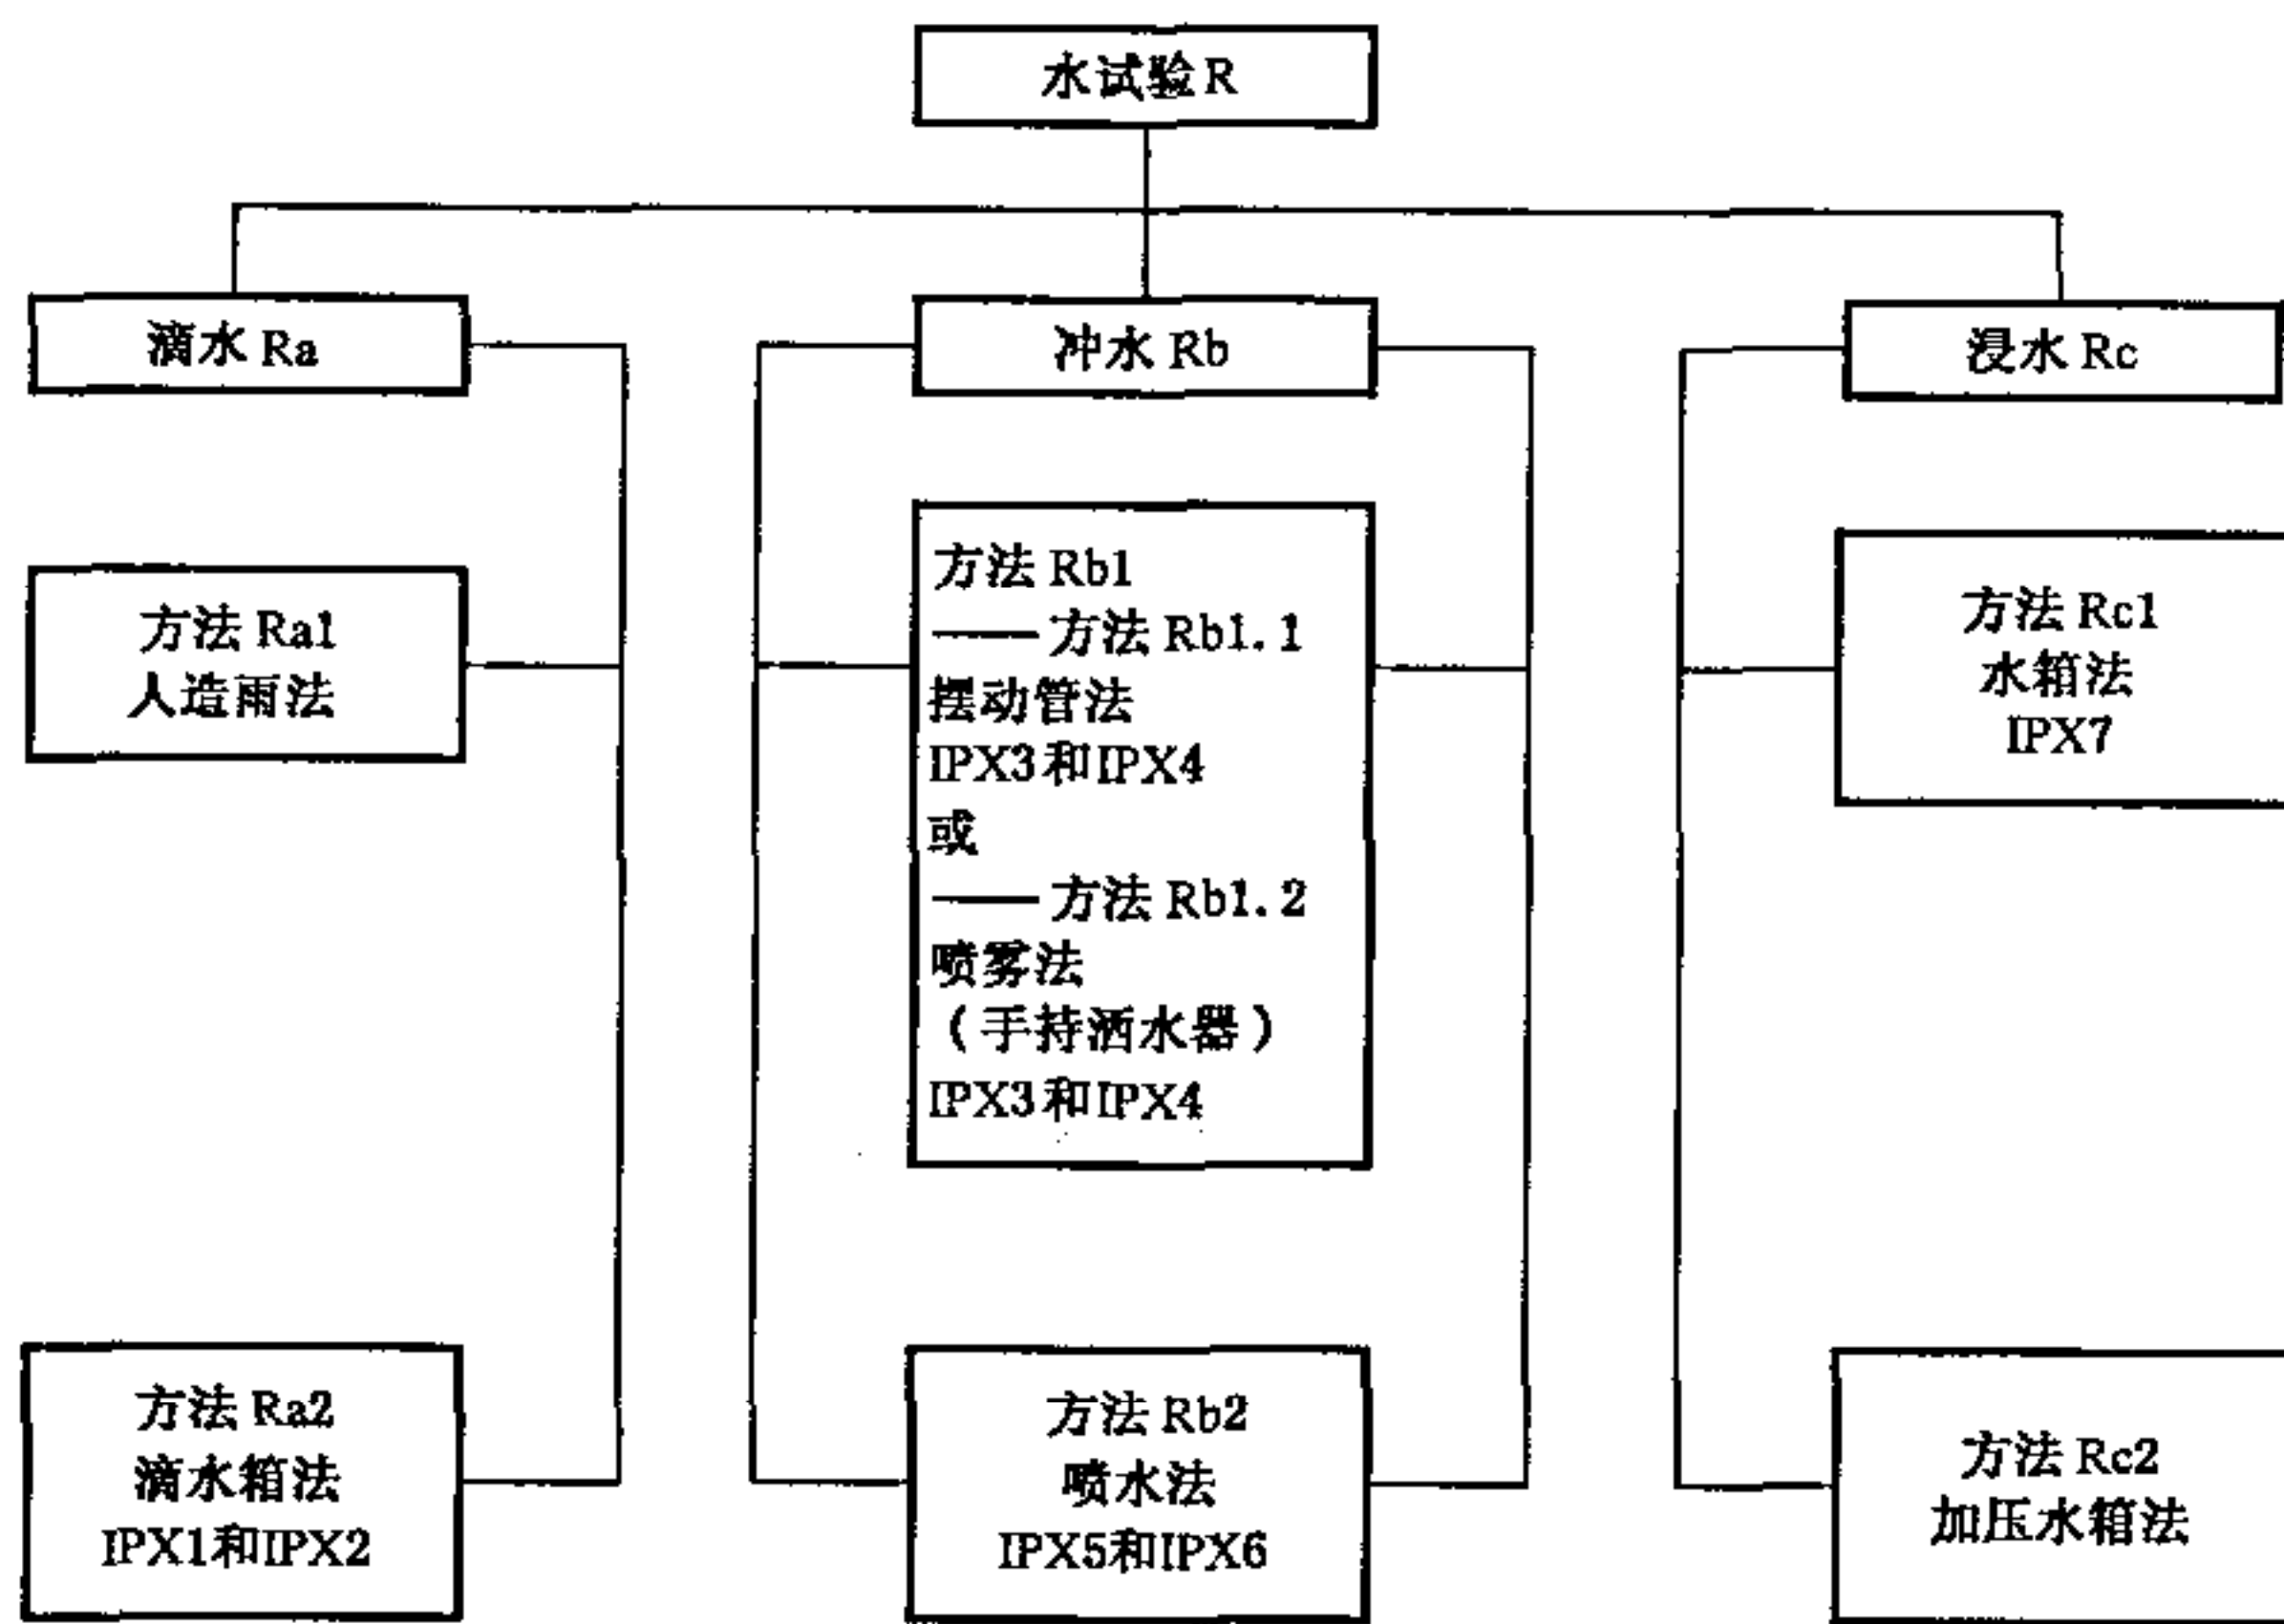 水试验R
滴水 Ra
冲水 Rb
浸水 Rc
方法 Ra1
人造雨法
方法 Rb1
——方法 Rb1.1
摆动管法
IPX3和IPX4
或
——方法 Rb1.2
喷雾法
（手持洒水器）
IPX3和IPX4
方法 Rc1
水箱法
IPX7
方法 Ra2
滴水箱法
IPX1和IPX2
方法 Rb2
喷水法
IPX5和IPX6
方法 Rc2
加压水箱法